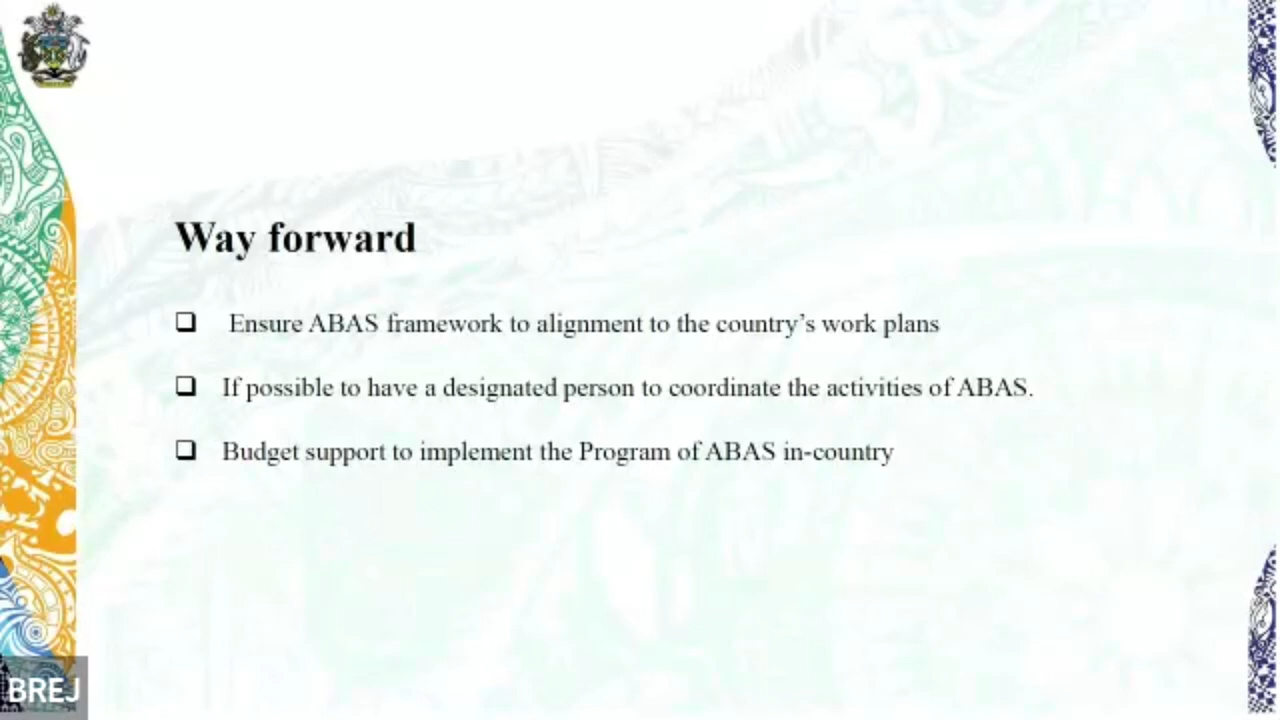 Way forward
Ensure ABAS framework to alignment to the country’s work plans
If possible to have a designated person to coordinate the activities of ABAS.
Budget support to implement the Program of ABAS in-country
BREJ